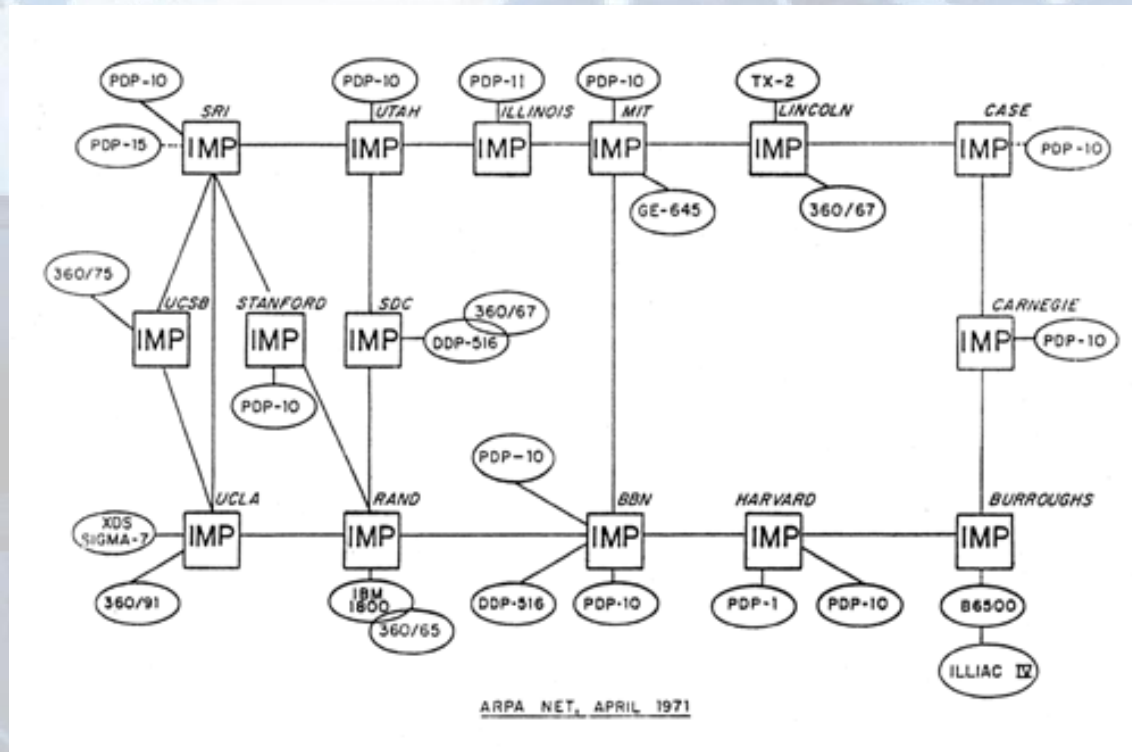 PDP-10
PDP-10
PDP-11
PDP-10
TX-2
SRI
UTAH
ILLINOIS
MIT
LINCOLN
CASE
PDP-15
IMP
IMP
IMP
IMP
IMP
IMP
PDP-10
GE-645
360/67
360/75
UCSB
STANFORD
SDC
360/67
CARNEGIE
IMP
IMP
IMP
DDP-516
IMP
PDP-10
PDP-10
PDP-10
UCLA
RAND
BBN
HARVARD
BURROUGHS
XDS
SIGMA-7
IMP
IMP
IMP
IMP
IMP
360/91
IBM
1800
360/65
DDP-516
PDP-10
PDP-1
PDP-10
B6500
ILLIAC IV
ARPA NET, APRIL 1971